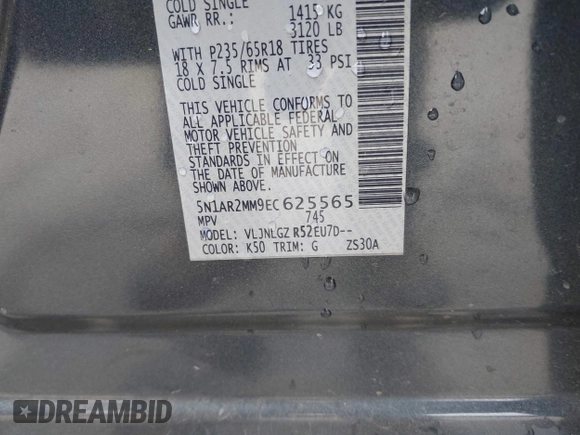 COLD SINGLE
GAWR RR.: 1415 KG
3120 LB
WITH P235/65R18 TIRES
18 X 7.5 RIMS AT 33 PSI
COLD SINGLE
THIS VEHICLE CONFORMS TO
ALL APPLICABLE FEDERAL
MOTOR VEHICLE SAFETY AND
THEFT PREVENTION
STANDARDS IN EFFECT ON
THE DATE OF MANUFACTURE
SHOWN ABOVE.
5N1AR2MM9EC625565
MPV 745
MODEL: VLJNLGZ R52EU7D--
COLOR: K50 TRIM: G ZS30A
DREAMBID